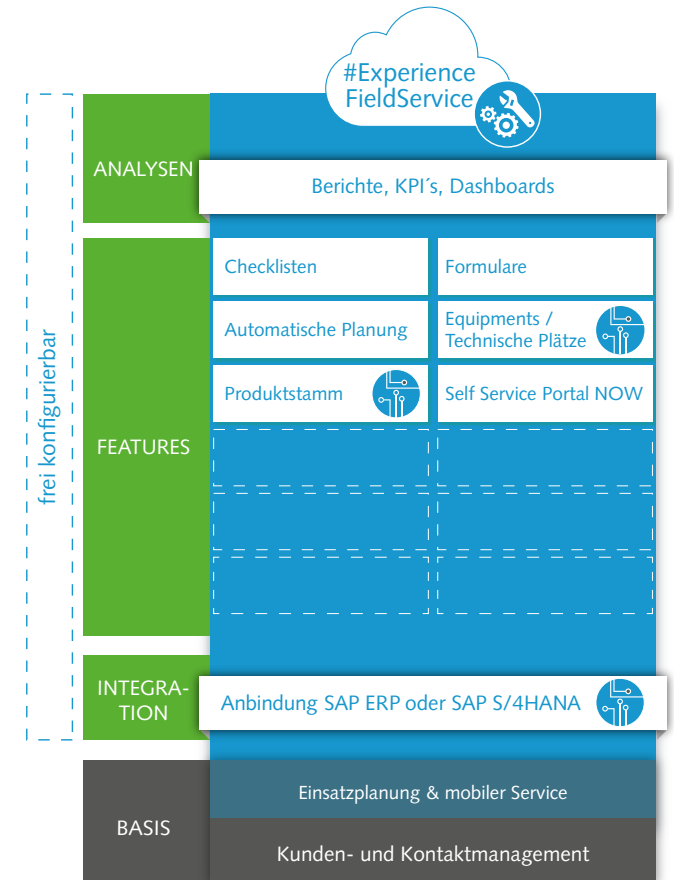 #Experience
FieldService
frei konfigurierbar
ANALYSEN
Berichte, KPI´s, Dashboards
FEATURES
Checklisten
Formulare
Automatische Planung
Equipments /
Technische Plätze
Produktstamm
Self Service Portal NOW
INTEGRA-
TION
Anbindung SAP ERP oder SAP S/4HANA
BASIS
Einsatzplanung & mobiler Service
Kunden- und Kontaktmanagement